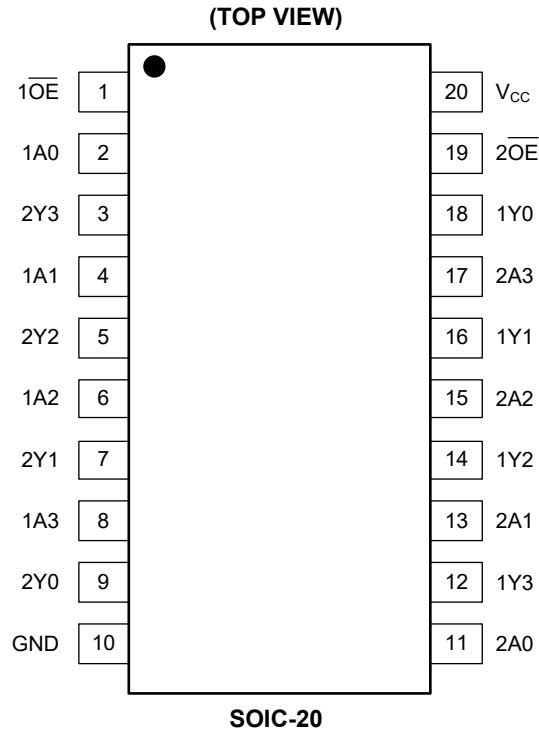 (TOP VIEW)
1O̅E̅ 1 20 VCC
1A0 2 19 2O̅E̅
2Y3 3 18 1Y0
1A1 4 17 2A3
2Y2 5 16 1Y1
1A2 6 15 2A2
2Y1 7 14 1Y2
1A3 8 13 2A1
2Y0 9 12 1Y3
GND 10 11 2A0
SOIC-20